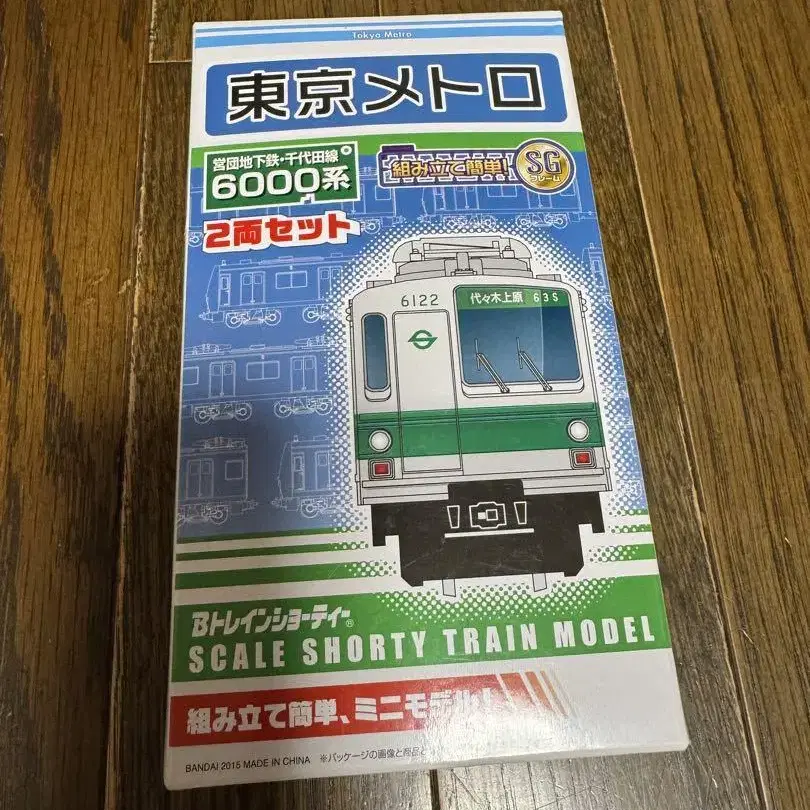 Tokyo Metro
東京メトロ
営団地下鉄・千代田線
6000系
組み立て簡単!
SG
フレーム
2両セット
6122
代々木上原 63S
Bトレインショーティー®
SCALE SHORTY TRAIN MODEL
組み立て簡単、ミニモデル!
BANDAI 2015 MADE IN CHINA ※パッケージの画像と商品と